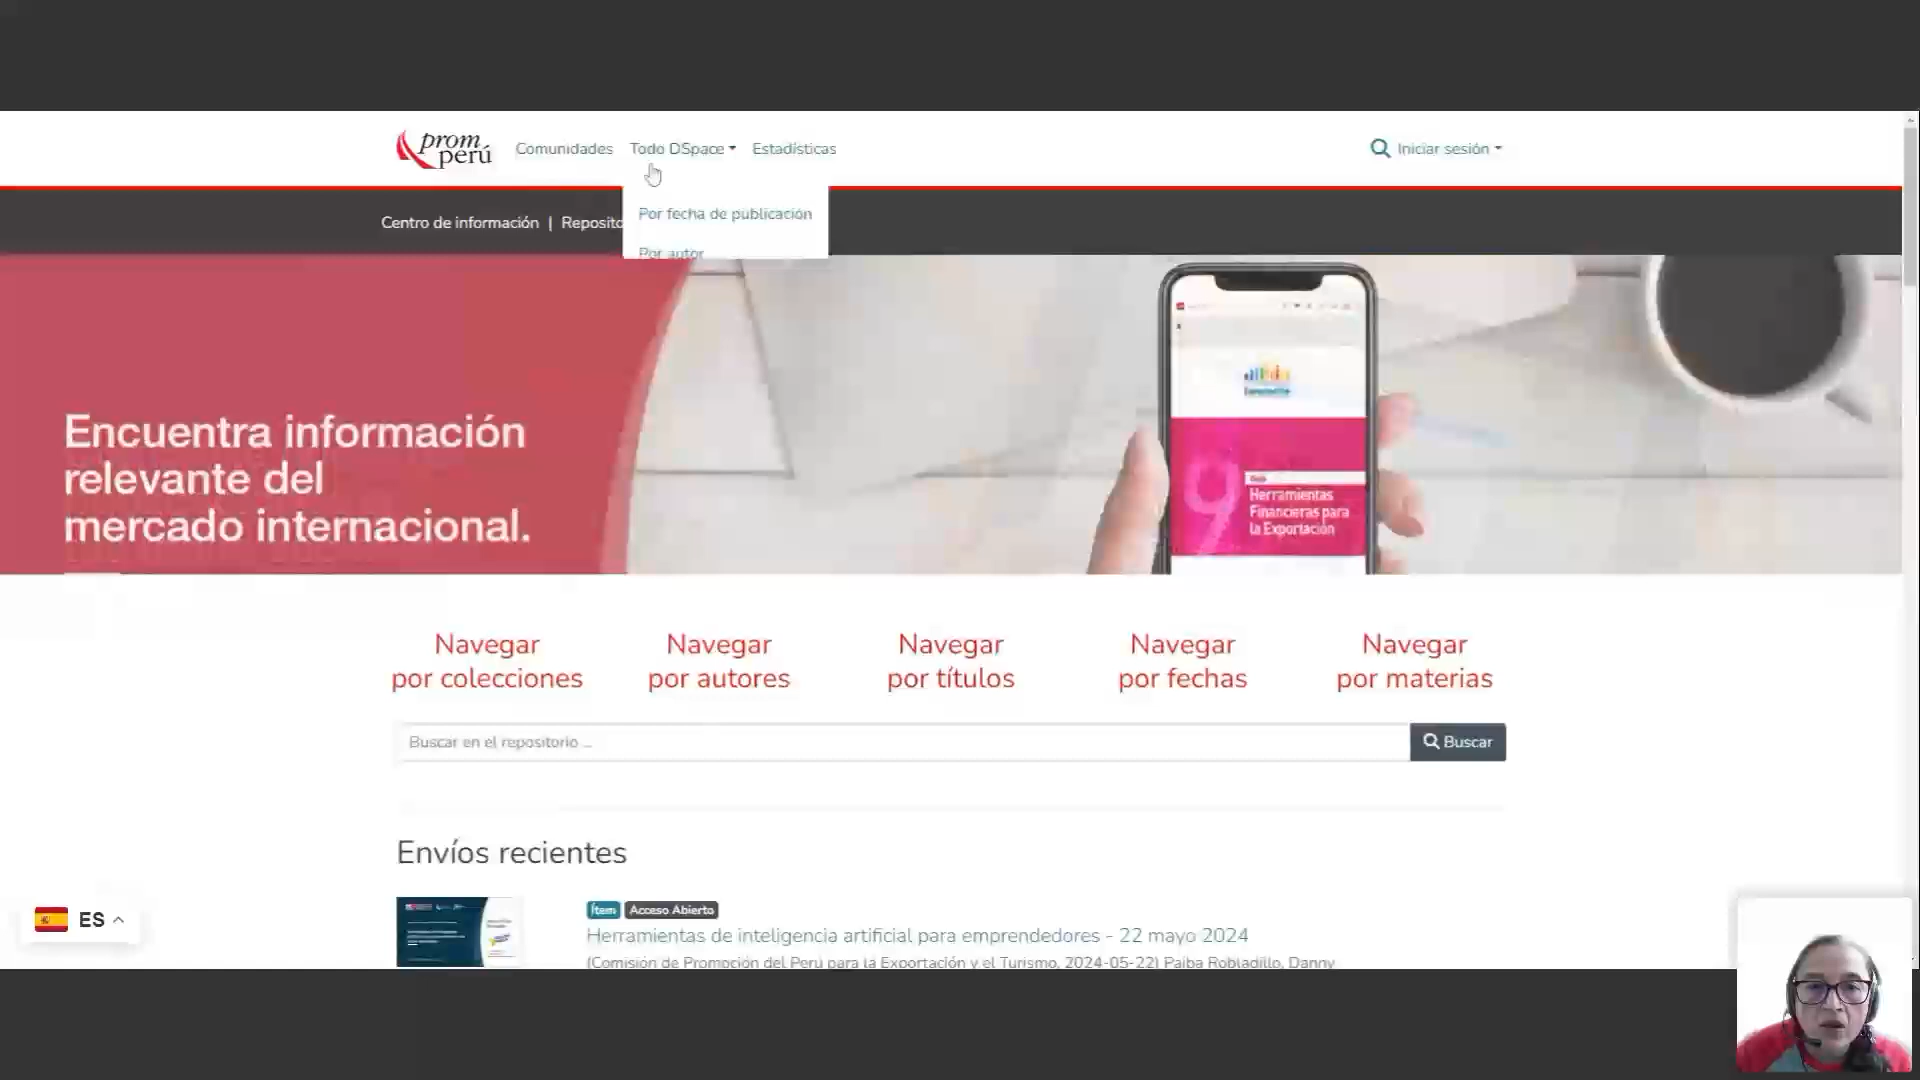 prom
perú
Comunidades
Todo DSpace
Estadísticas
Iniciar sesión
Por fecha de publicación
Por autor
Centro de información | Reposito
Encuentra información
relevante del
mercado internacional.
9
Herramientas
Financieras para
la Exportación
Navegar
por colecciones
Navegar
por autores
Navegar
por títulos
Navegar
por fechas
Navegar
por materias
Buscar en el repositorio ...
Buscar
Envíos recientes
Ítem
Acceso Abierto
Herramientas de inteligencia artificial para emprendedores - 22 mayo 2024
(Comisión de Promoción del Perú para la Exportación y el Turismo, 2024-05-22) Paiba Robladillo, Danny
ES